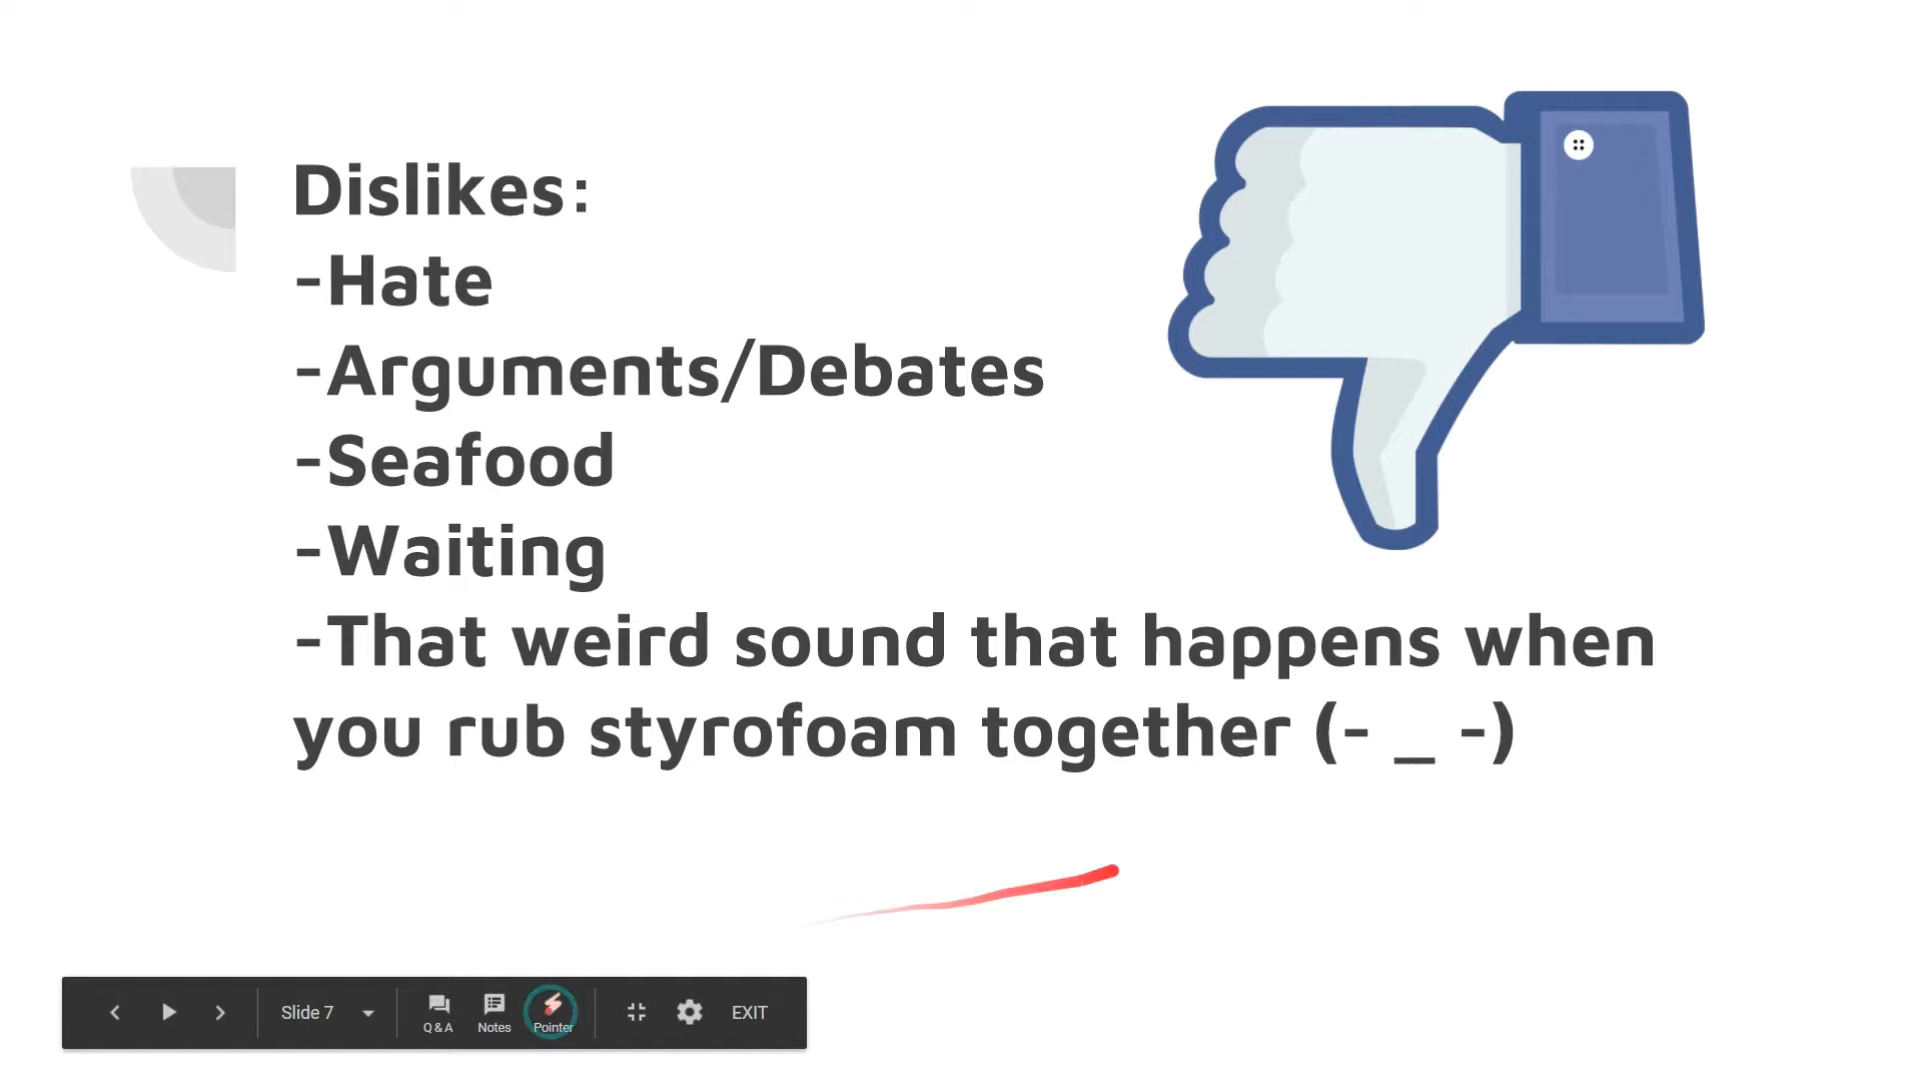 Dislikes:
-Hate
-Arguments/Debates
-Seafood
-Waiting
-That weird sound that happens when
you rub styrofoam together (- _ -)
Slide 7
Q & A
Notes
Pointer
EXIT